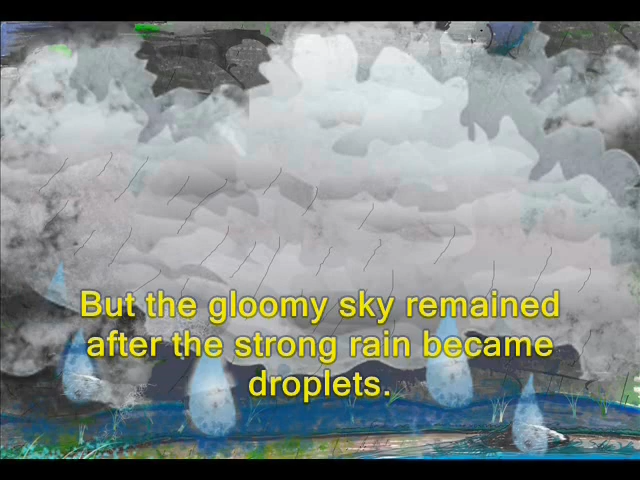 But the gloomy sky remained
after the strong rain became
droplets.